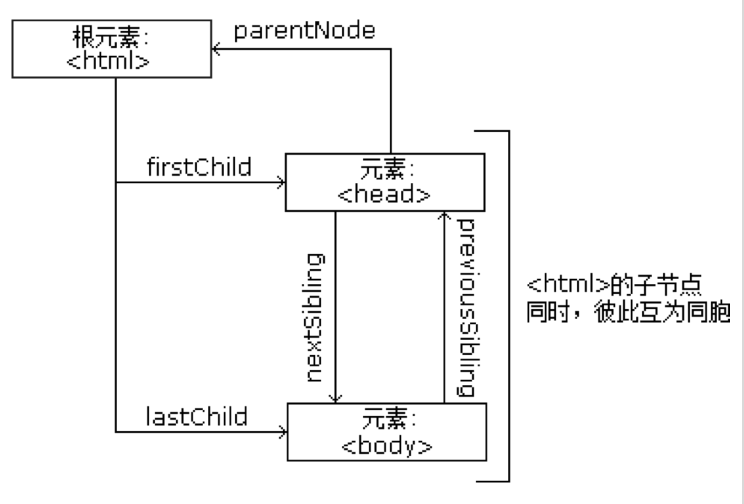 根元素：
<html>
parentNode
firstChild
元素：
<head>
nextSibling
previousSibling
<html>的子节点
同时，彼此互为同胞
lastChild
元素：
<body>